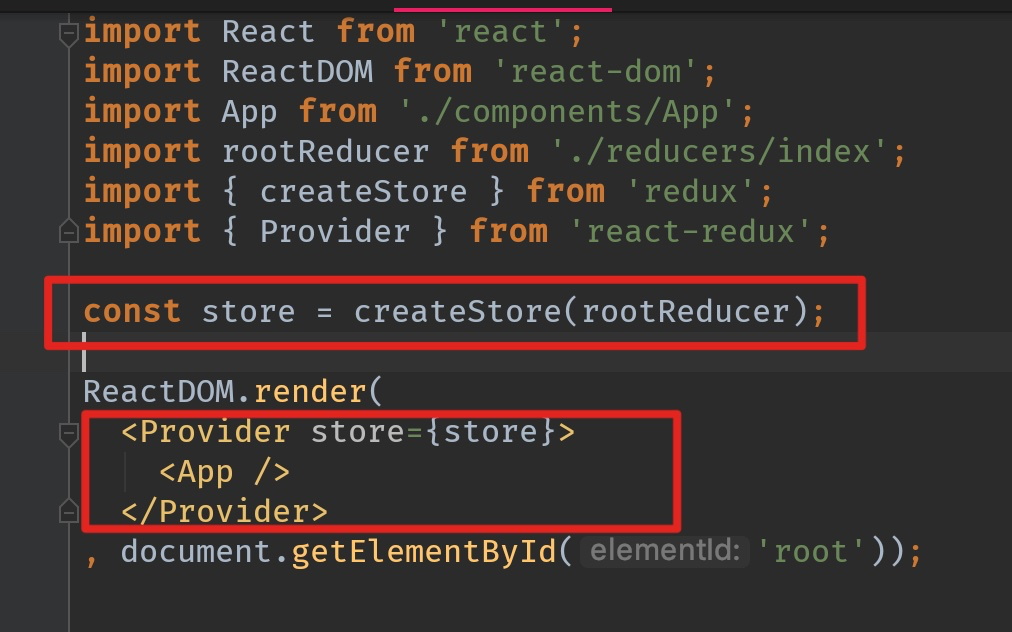 import React from 'react';
import ReactDOM from 'react-dom';
import App from './components/App';
import rootReducer from './reducers/index';
import { createStore } from 'redux';
import { Provider } from 'react-redux';
const store = createStore(rootReducer);
ReactDOM.render(
<Provider store={store}>
<App />
</Provider>
, document.getElementById( elementId: 'root'));